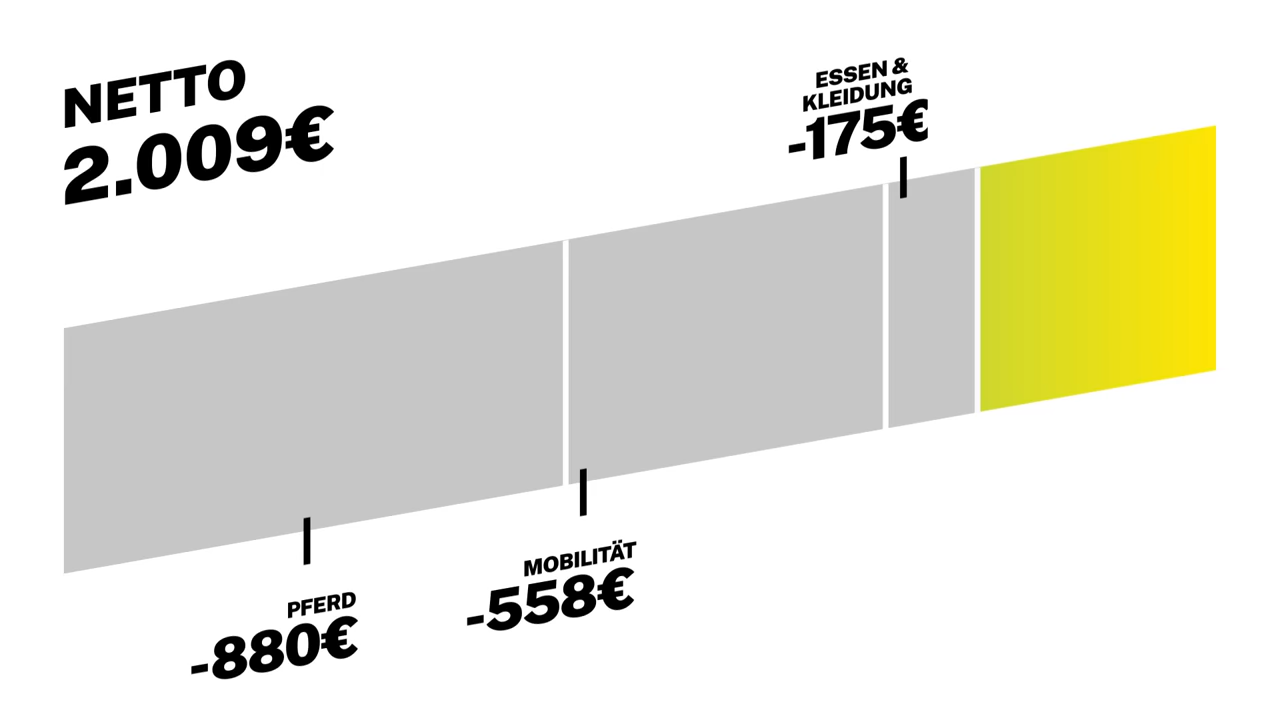 NETTO
2.009€
ESSEN &
KLEIDUNG
-175€
MOBILITÄT
-558€
PFERD
-880€